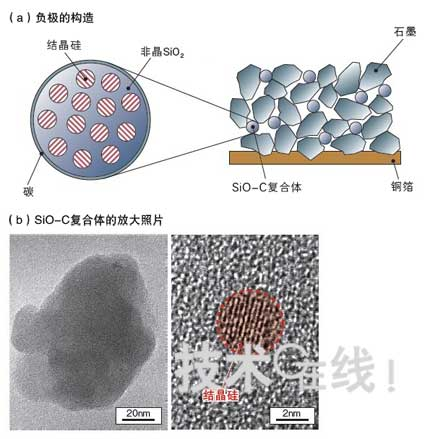 (a)负极的构造
结晶硅
非晶SiO₂
石墨
碳
SiO-C复合体
铜箔
(b)SiO-C复合体的放大照片
技术在线!
结晶硅
20nm
2nm